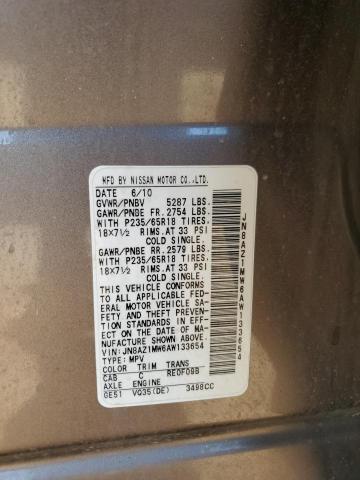 MFD BY NISSAN MOTOR CO.,LTD.
DATE 6/10
GVWR/PNBV 5287 LBS.
GAWR/PNBE FR. 2754 LBS.
WITH P235/65R18 TIRES,
18X7½ RIMS.AT 33 PSI
COLD SINGLE.
GAWR/PNBE RR. 2579 LBS.
WITH P235/65R18 TIRES,
18X7½ RIMS.AT 33 PSI
COLD SINGLE.
THIS VEHICLE CONFORMS
TO ALL APPLICABLE FED-
ERAL MOTOR VEHICLE SA-
FETY AND THEFT PREVENT-
ION STANDARDS IN EFF-
ECT ON THE DATE OF MA-
NUFACTURE SHOWN ABOVE.
VIN: JN8AZ1MW6AW133654
TYPE: MPV
COLOR TRIM TRANS
CAB C RE0F09B
AXLE ENGINE
GE51 VQ35(DE) 3498CC
JN8AZ1MW6AW133654